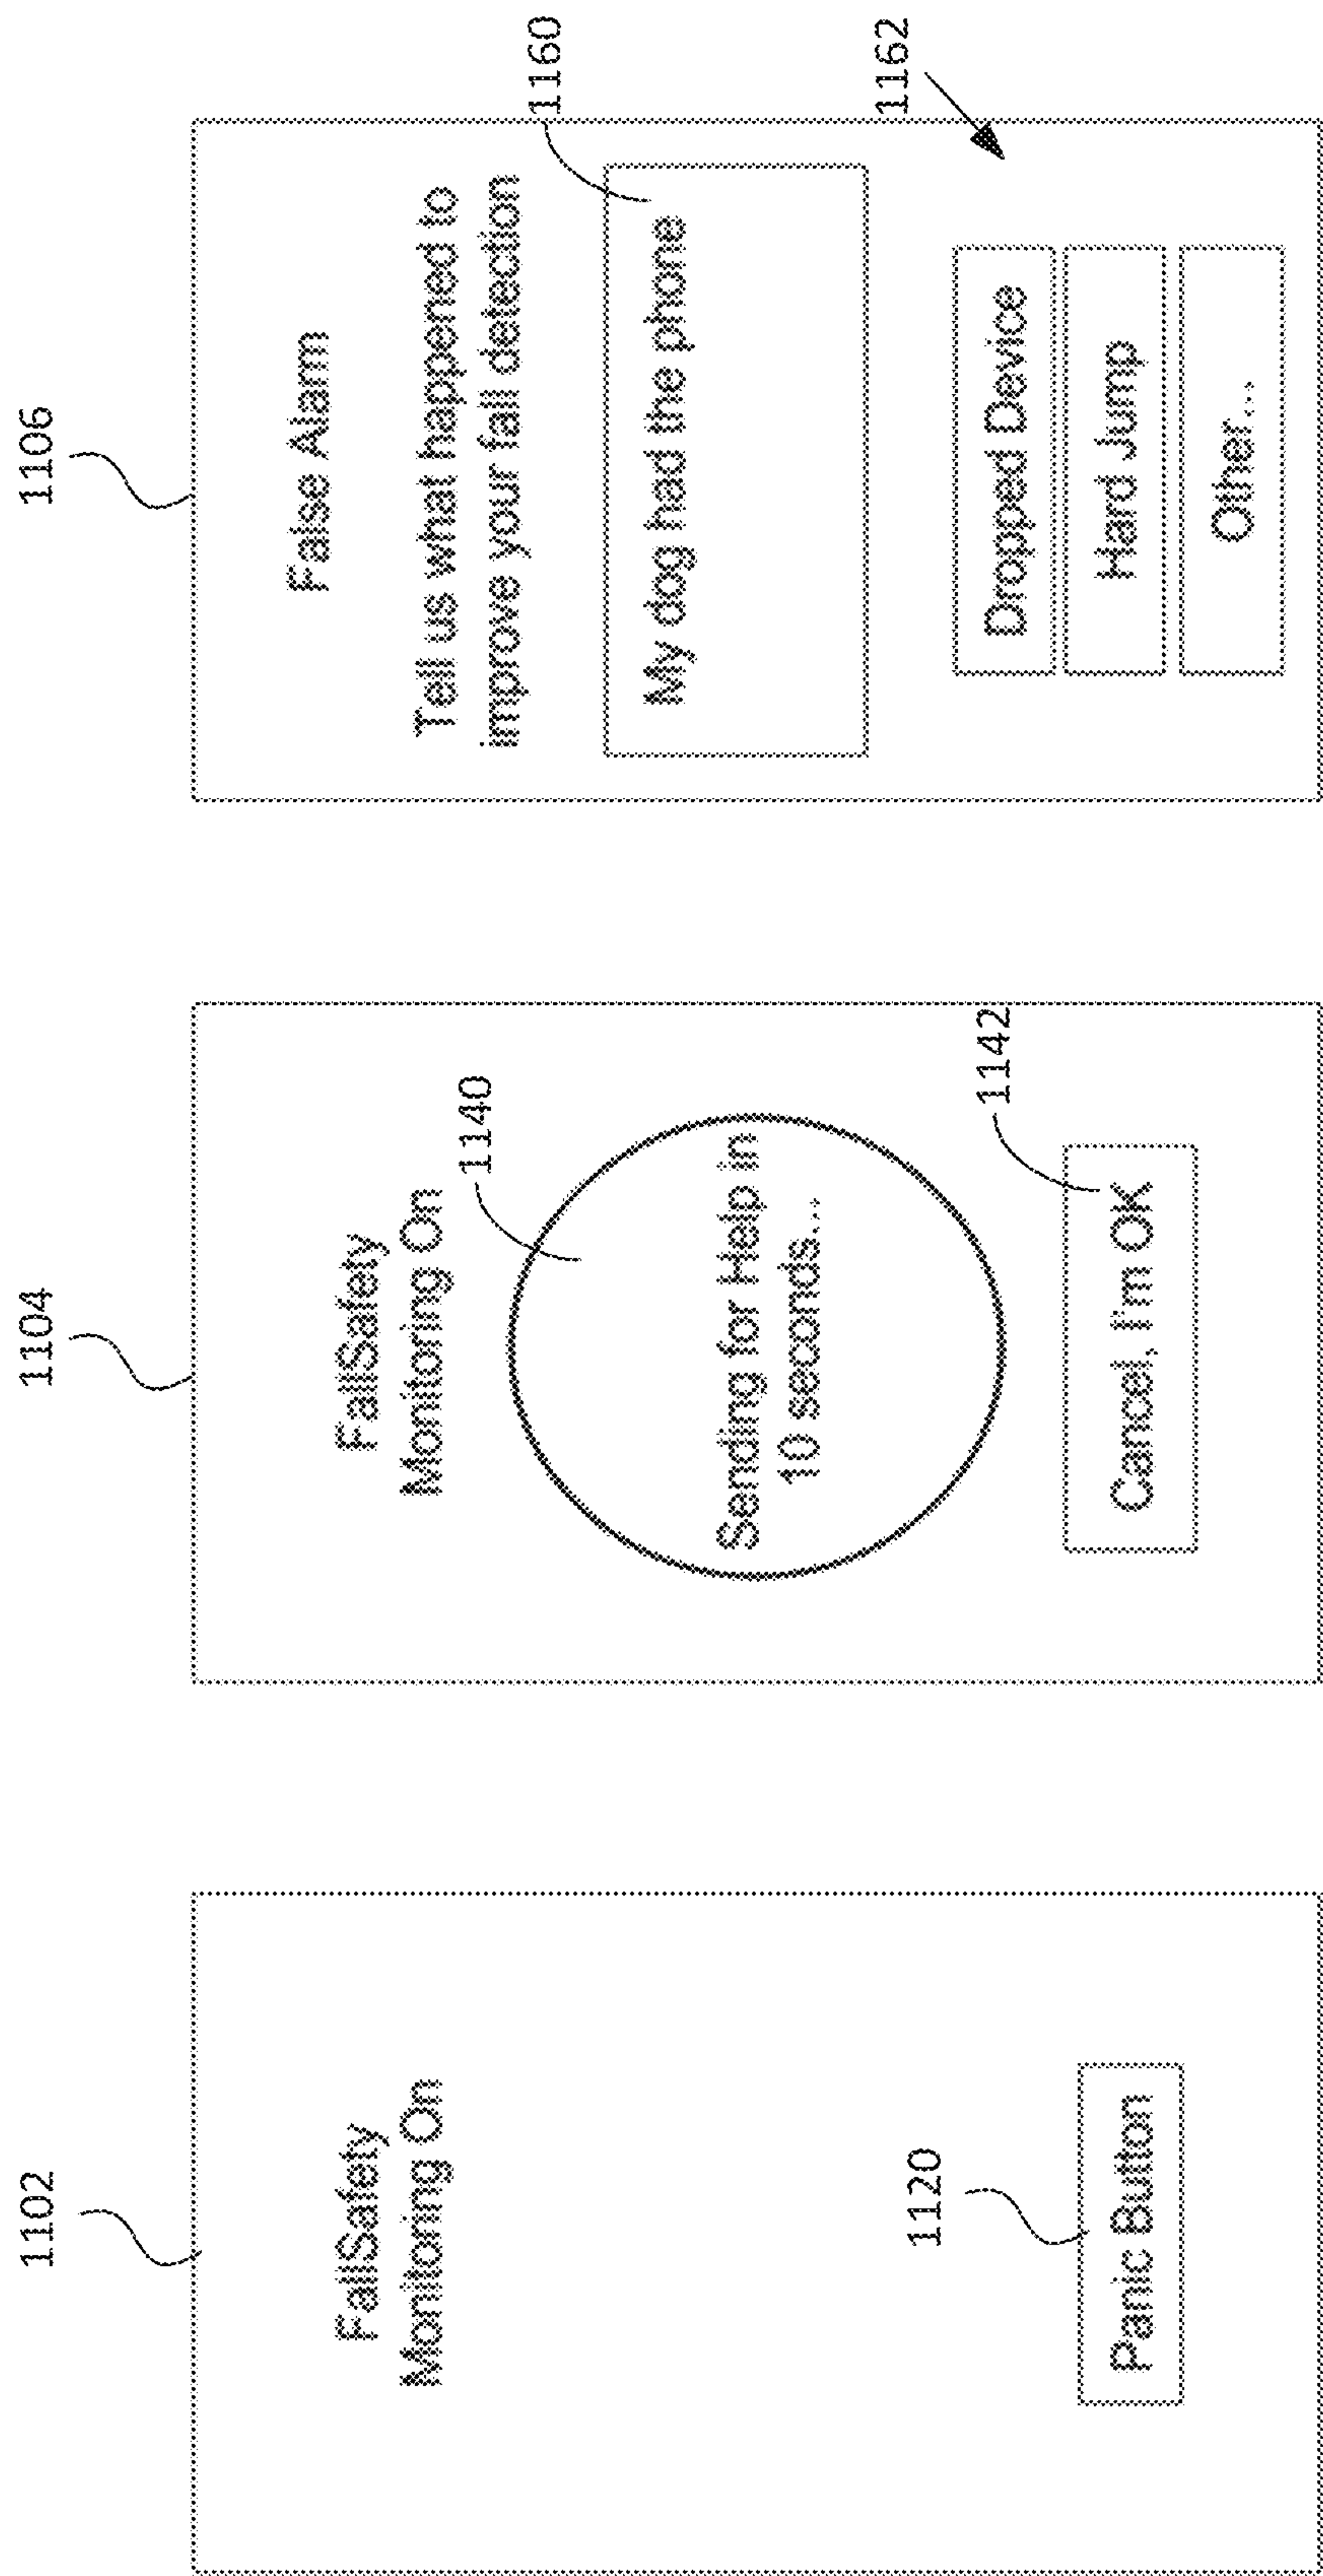 1102
FallSafety
Monitoring On
1120
Panic Button
1104
FallSafety
Monitoring On
1140
Sending for Help in
10 seconds...
1142
Cancel, I'm OK
1106
False Alarm
Tell us what happened to
improve your fall detection
1160
My dog had the phone
1162
Dropped Device
Hard Jump
Other...